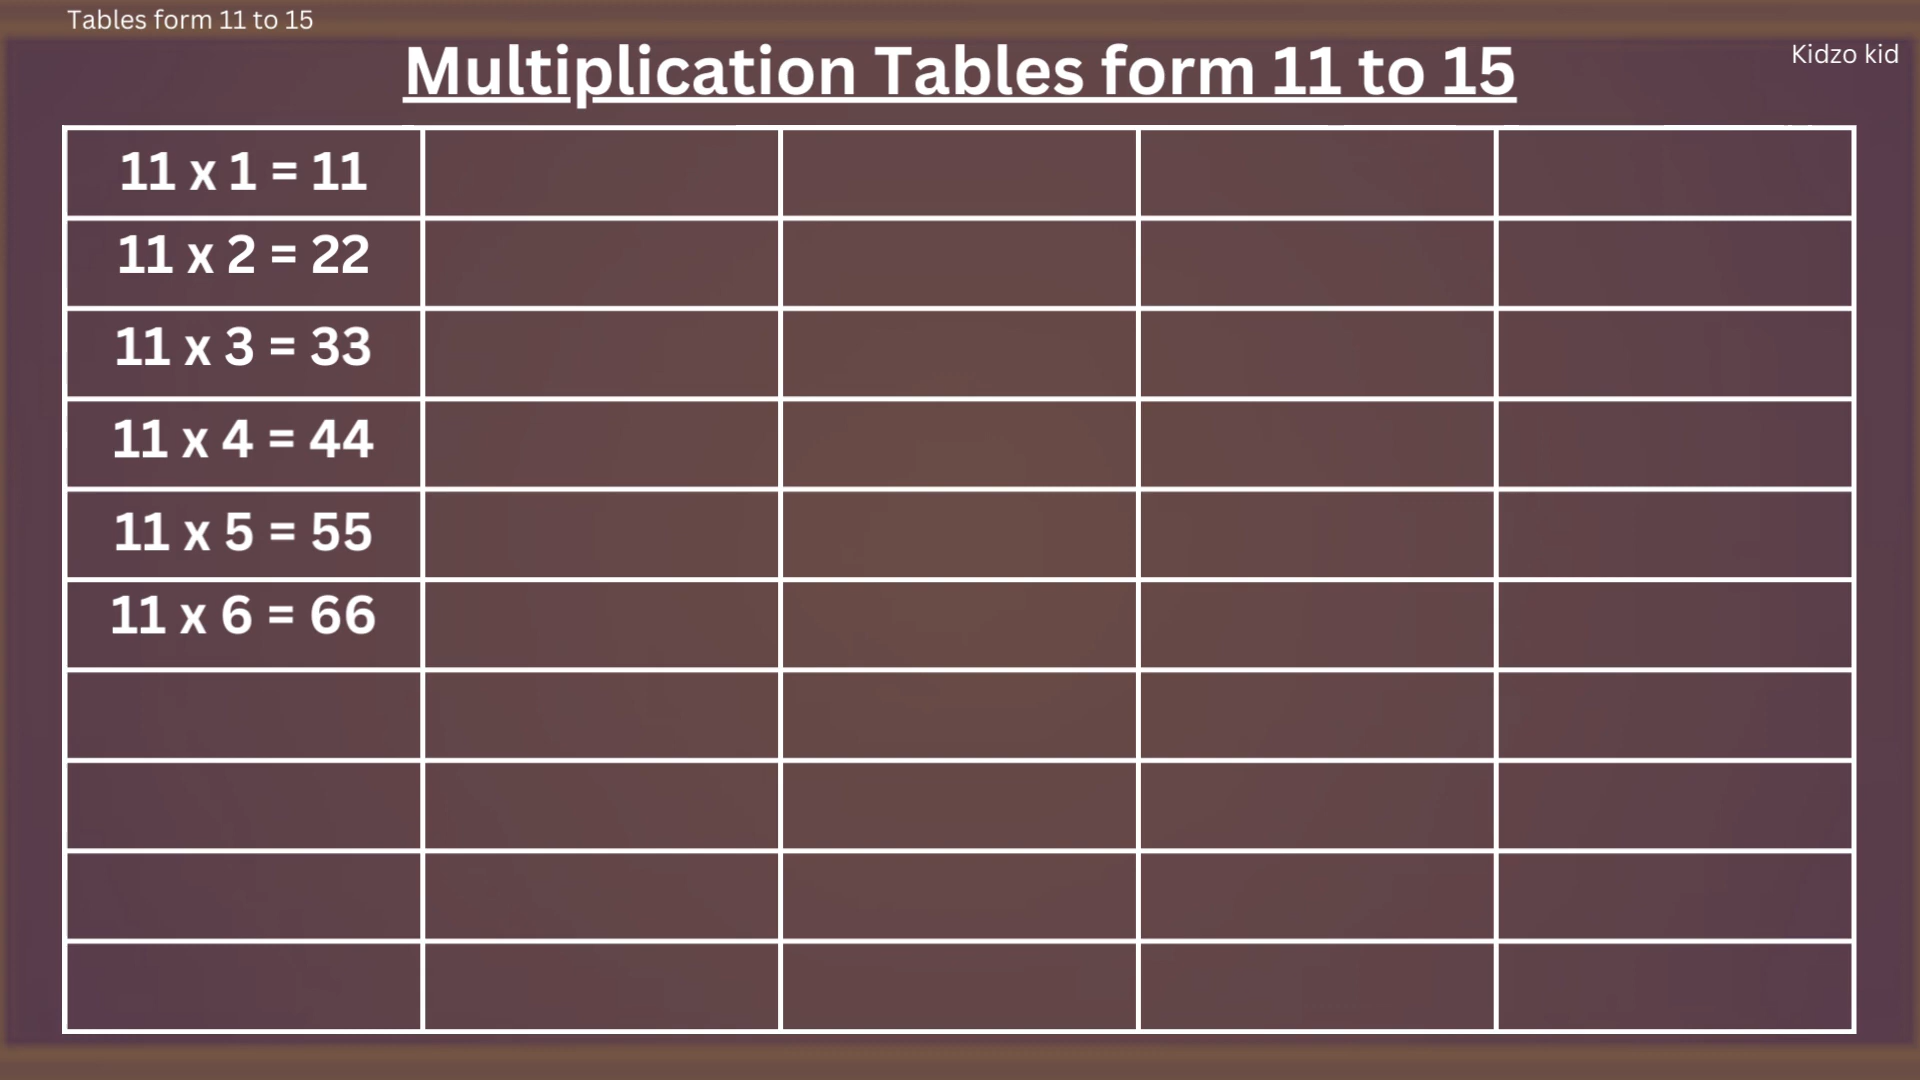 Tables form 11 to 15
Multiplication Tables form 11 to 15
Kidzo kid
11 x 1 = 11
11 x 2 = 22
11 x 3 = 33
11 x 4 = 44
11 x 5 = 55
11 x 6 = 66